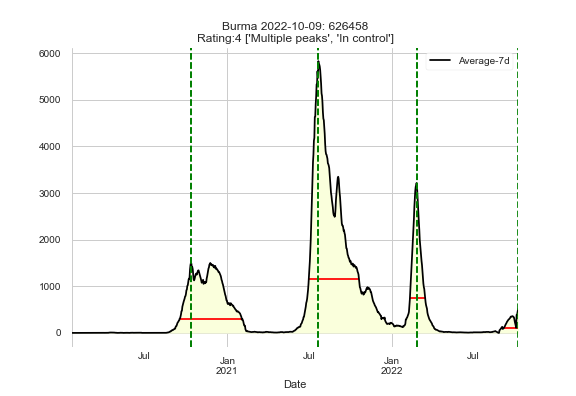 Burma 2022-10-09: 626458
Rating:4 ['Multiple peaks', 'In control']
Average-7d
6000
5000
4000
3000
2000
1000
0
Jul
Jan
2021
Jul
Jan
2022
Jul
Date